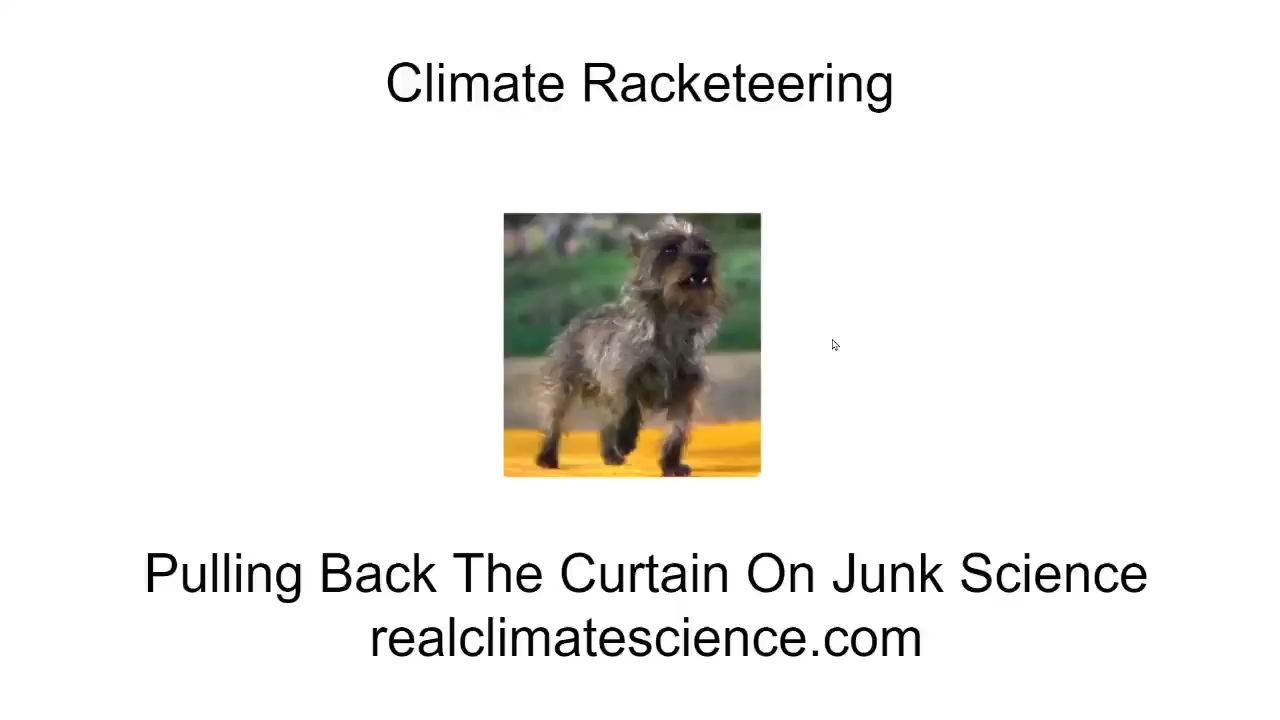 Climate Racketeering
Pulling Back The Curtain On Junk Science
realclimatescience.com